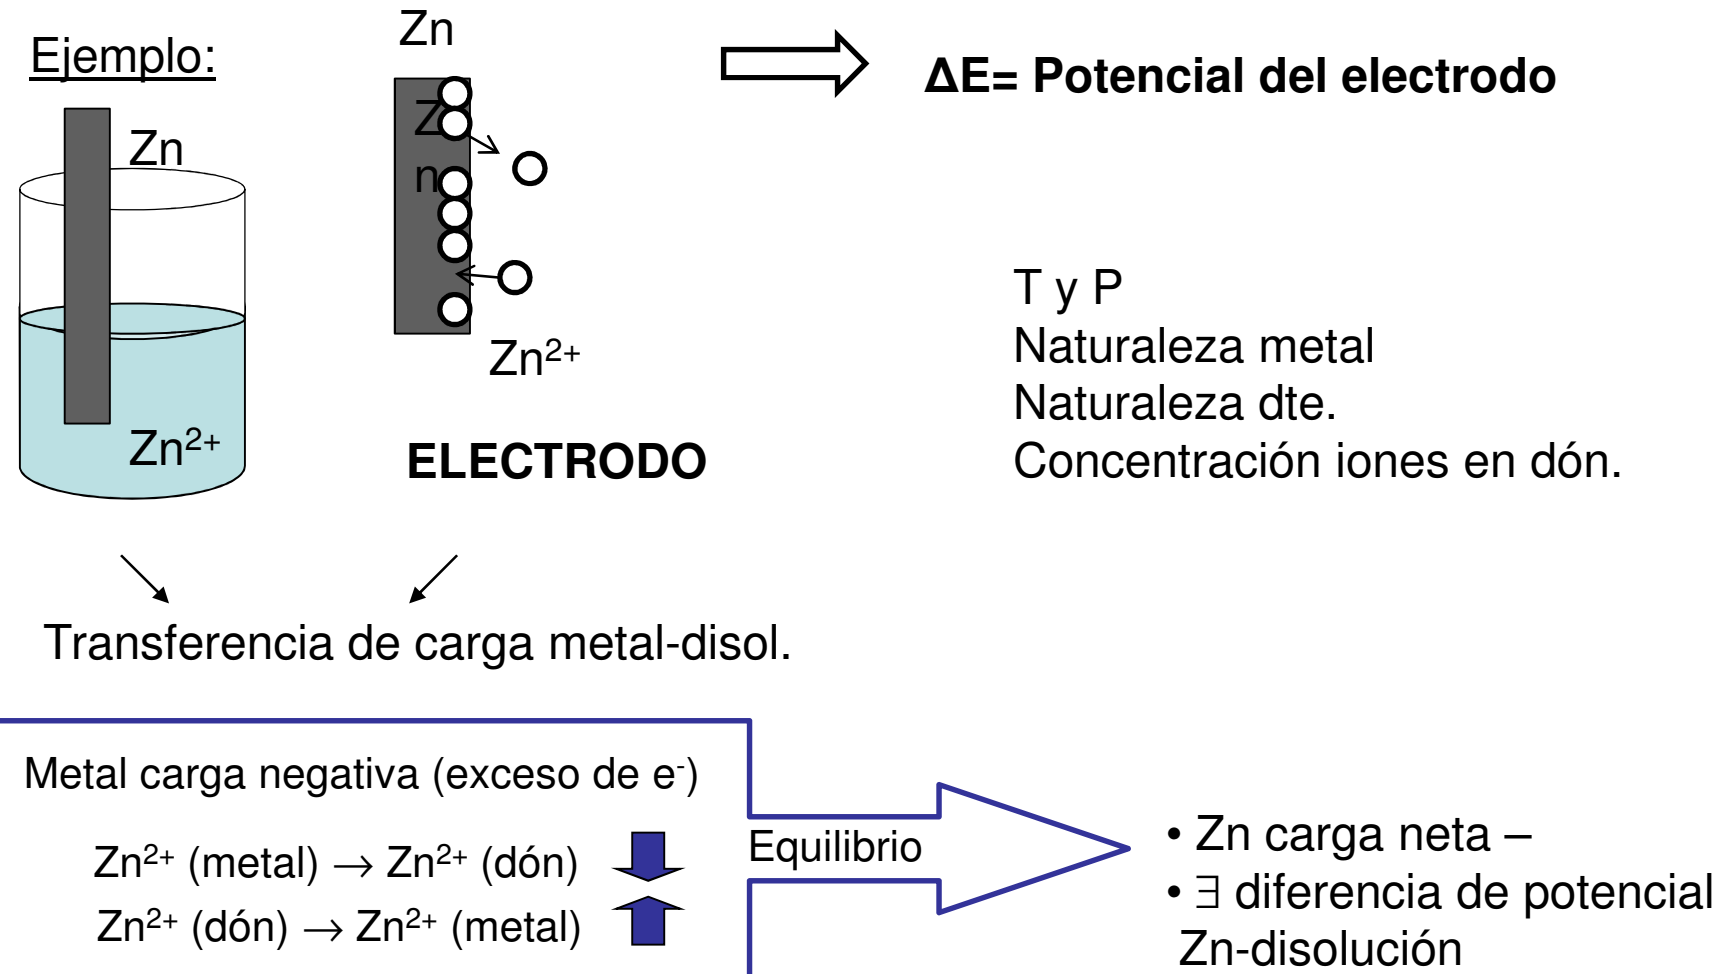 Ejemplo:
Zn
Zn²⁺
Zn
Z
n
Zn²⁺
ELECTRODO
ΔE= Potencial del electrodo
T y P
Naturaleza metal
Naturaleza dte.
Concentración iones en dón.
Transferencia de carga metal-disol.
Metal carga negativa (exceso de e⁻)
Zn²⁺ (metal) → Zn²⁺ (dón)
Zn²⁺ (dón) → Zn²⁺ (metal)
Equilibrio
• Zn carga neta –
• ∃ diferencia de potencial
Zn-disolución